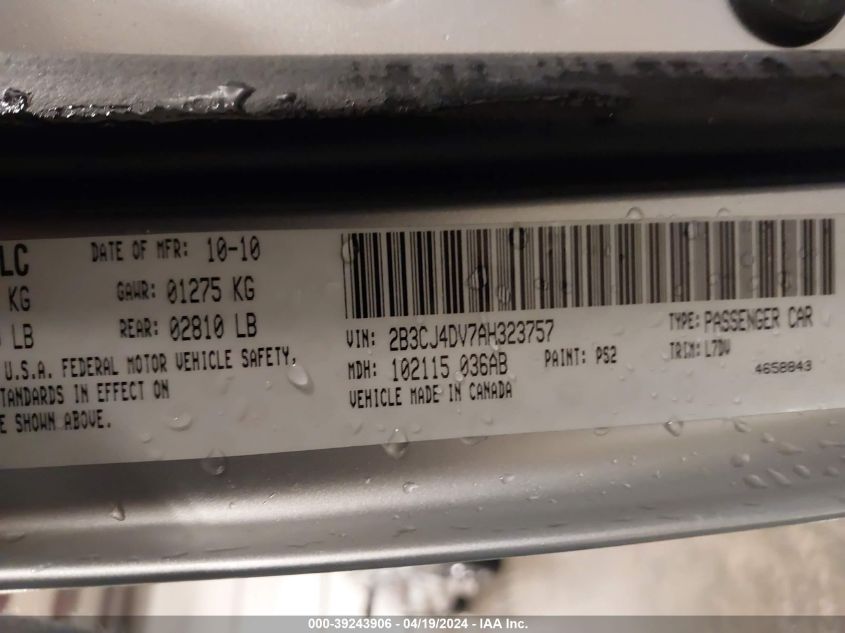 LC
DATE OF MFR: 10-10
KG GAWR: 01275 KG
LB REAR: 02810 LB
U.S.A. FEDERAL MOTOR VEHICLE SAFETY,
STANDARDS IN EFFECT ON
SHOWN ABOVE.
VIN: 2B3CJ4DV7AH323757
TYPE: PASSENGER CAR
MDH: 102115 036AB
PAINT: PS2
TRIM: L7DV
VEHICLE MADE IN CANADA
4658843
000-39243906 - 04/19/2024 - IAA Inc.